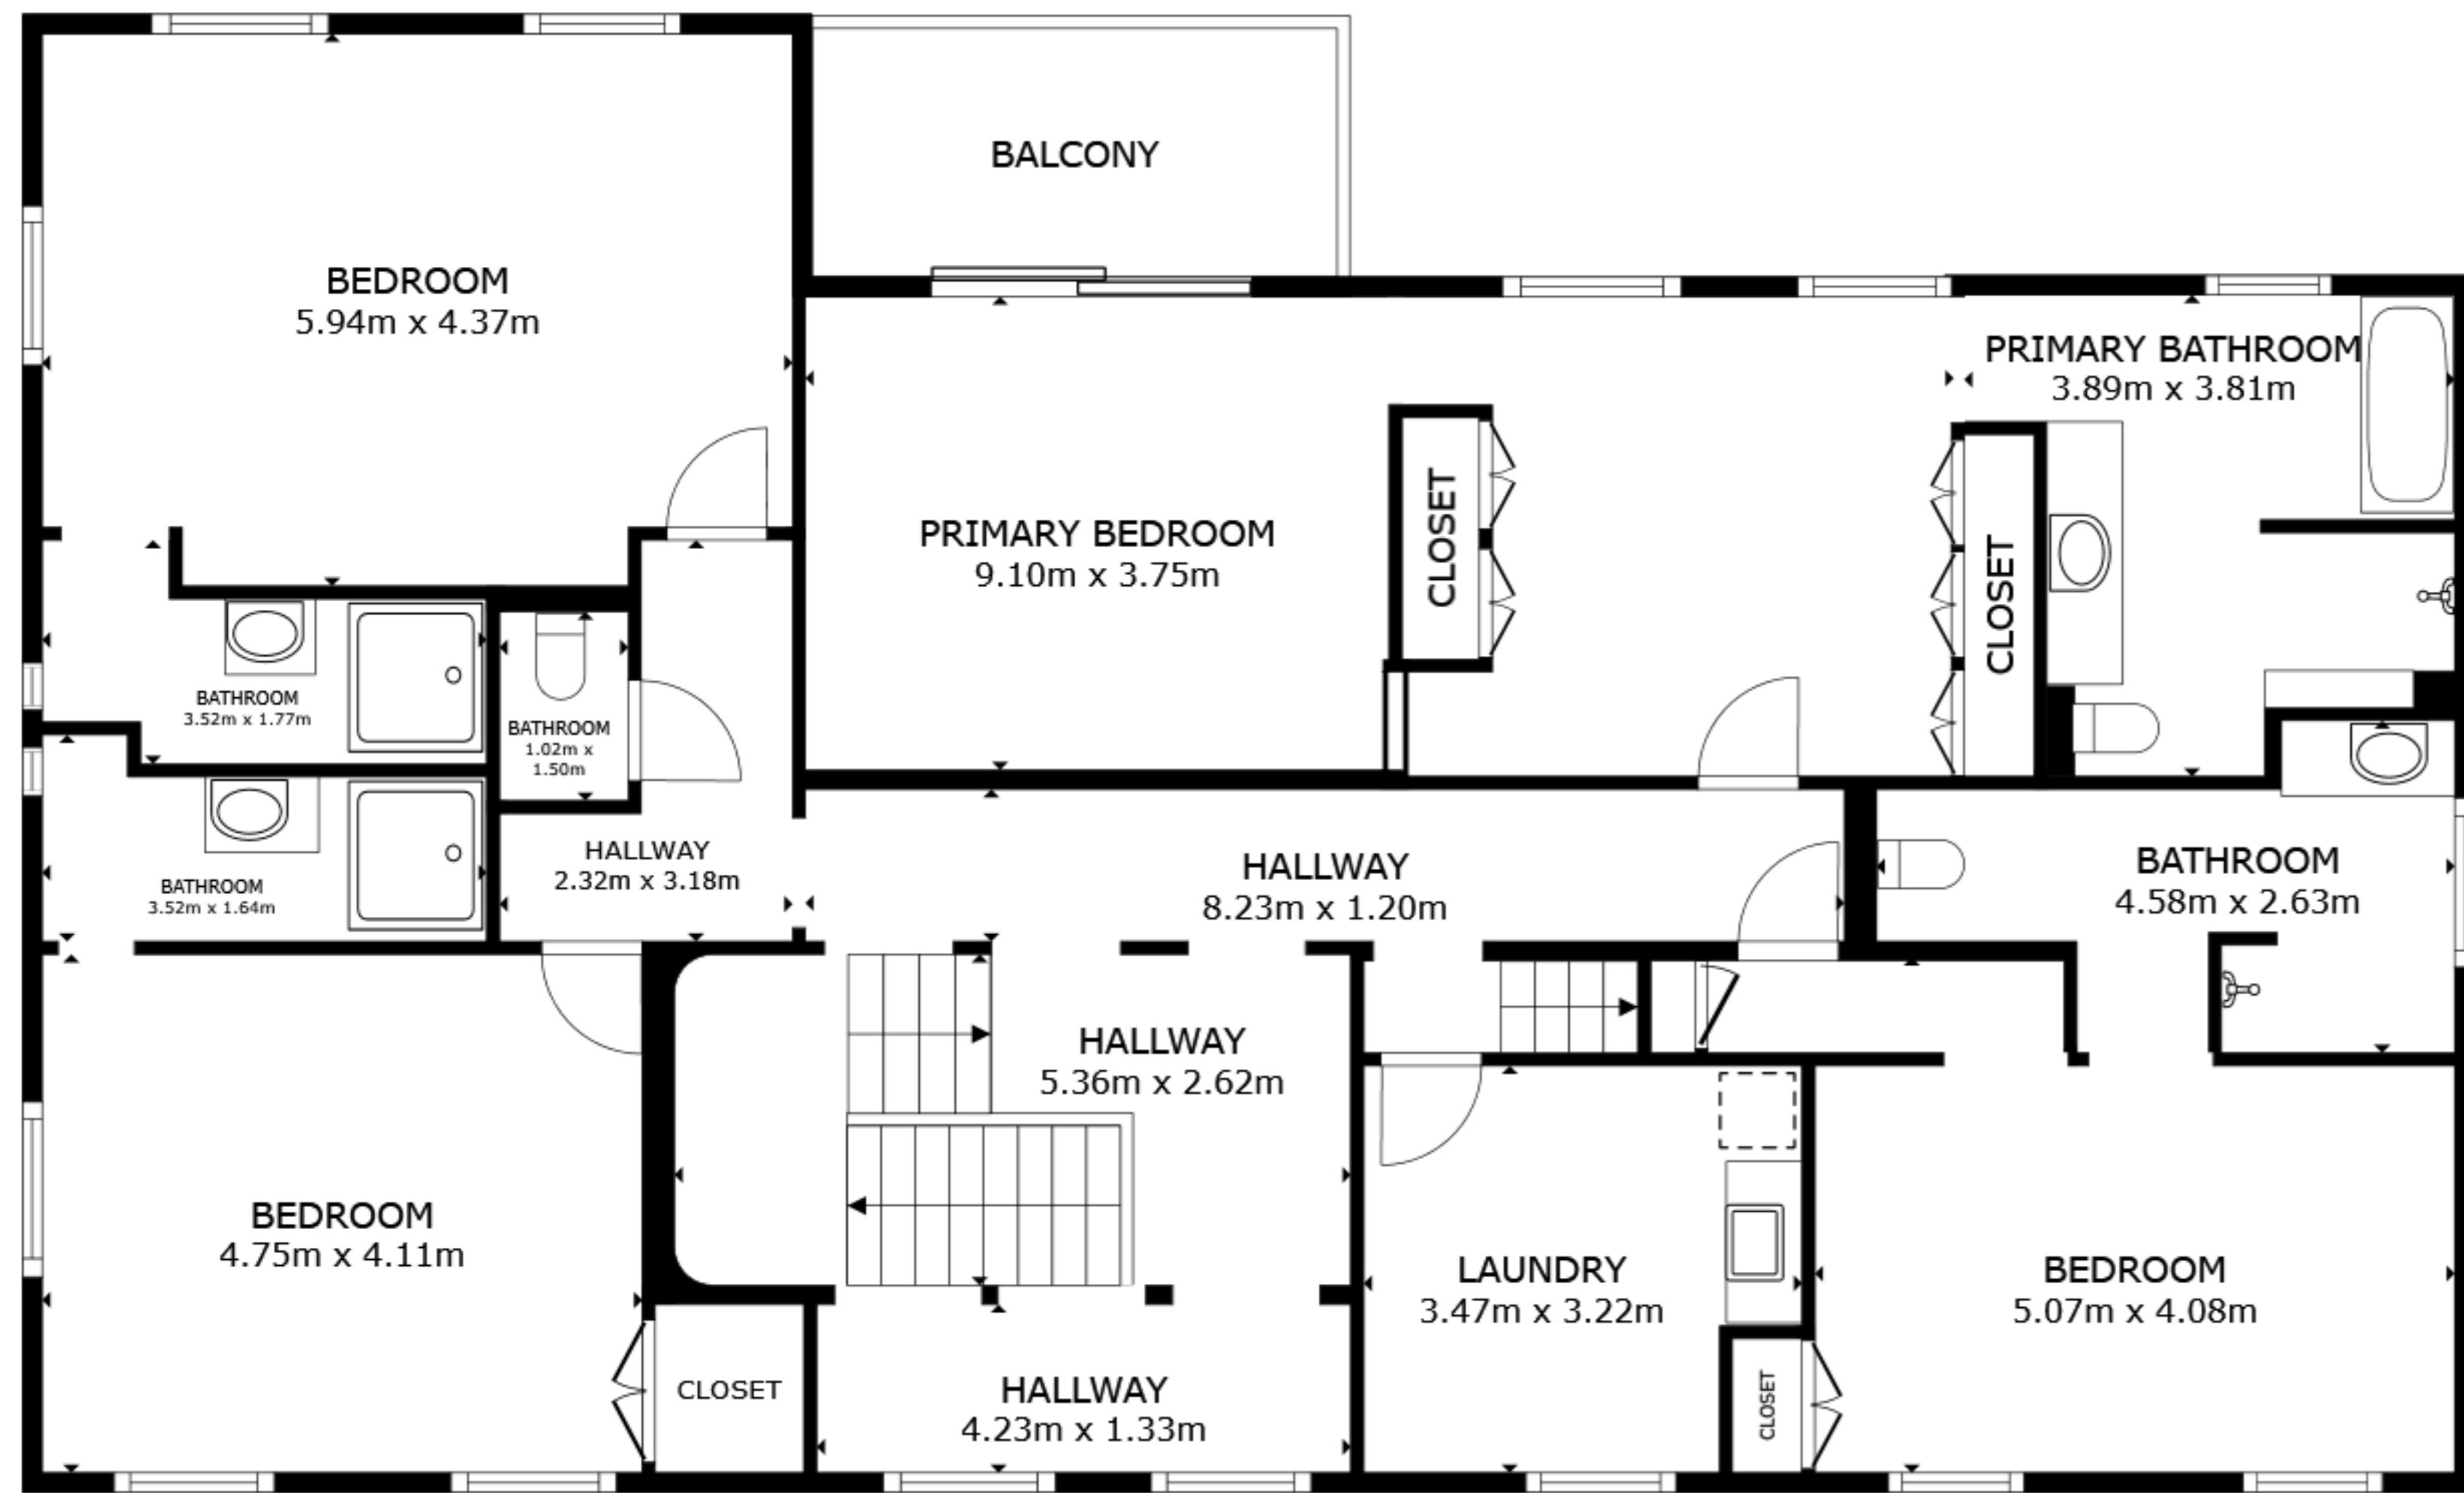 BALCONY
BEDROOM
5.94m x 4.37m
PRIMARY BATHROOM
3.89m x 3.81m
PRIMARY BEDROOM
9.10m x 3.75m
CLOSET
CLOSET
BATHROOM
3.52m x 1.77m
BATHROOM
1.02m x
1.50m
HALLWAY
2.32m x 3.18m
HALLWAY
8.23m x 1.20m
BATHROOM
4.58m x 2.63m
BATHROOM
3.52m x 1.64m
HALLWAY
5.36m x 2.62m
BEDROOM
4.75m x 4.11m
LAUNDRY
3.47m x 3.22m
BEDROOM
5.07m x 4.08m
CLOSET
HALLWAY
4.23m x 1.33m
CLOSET